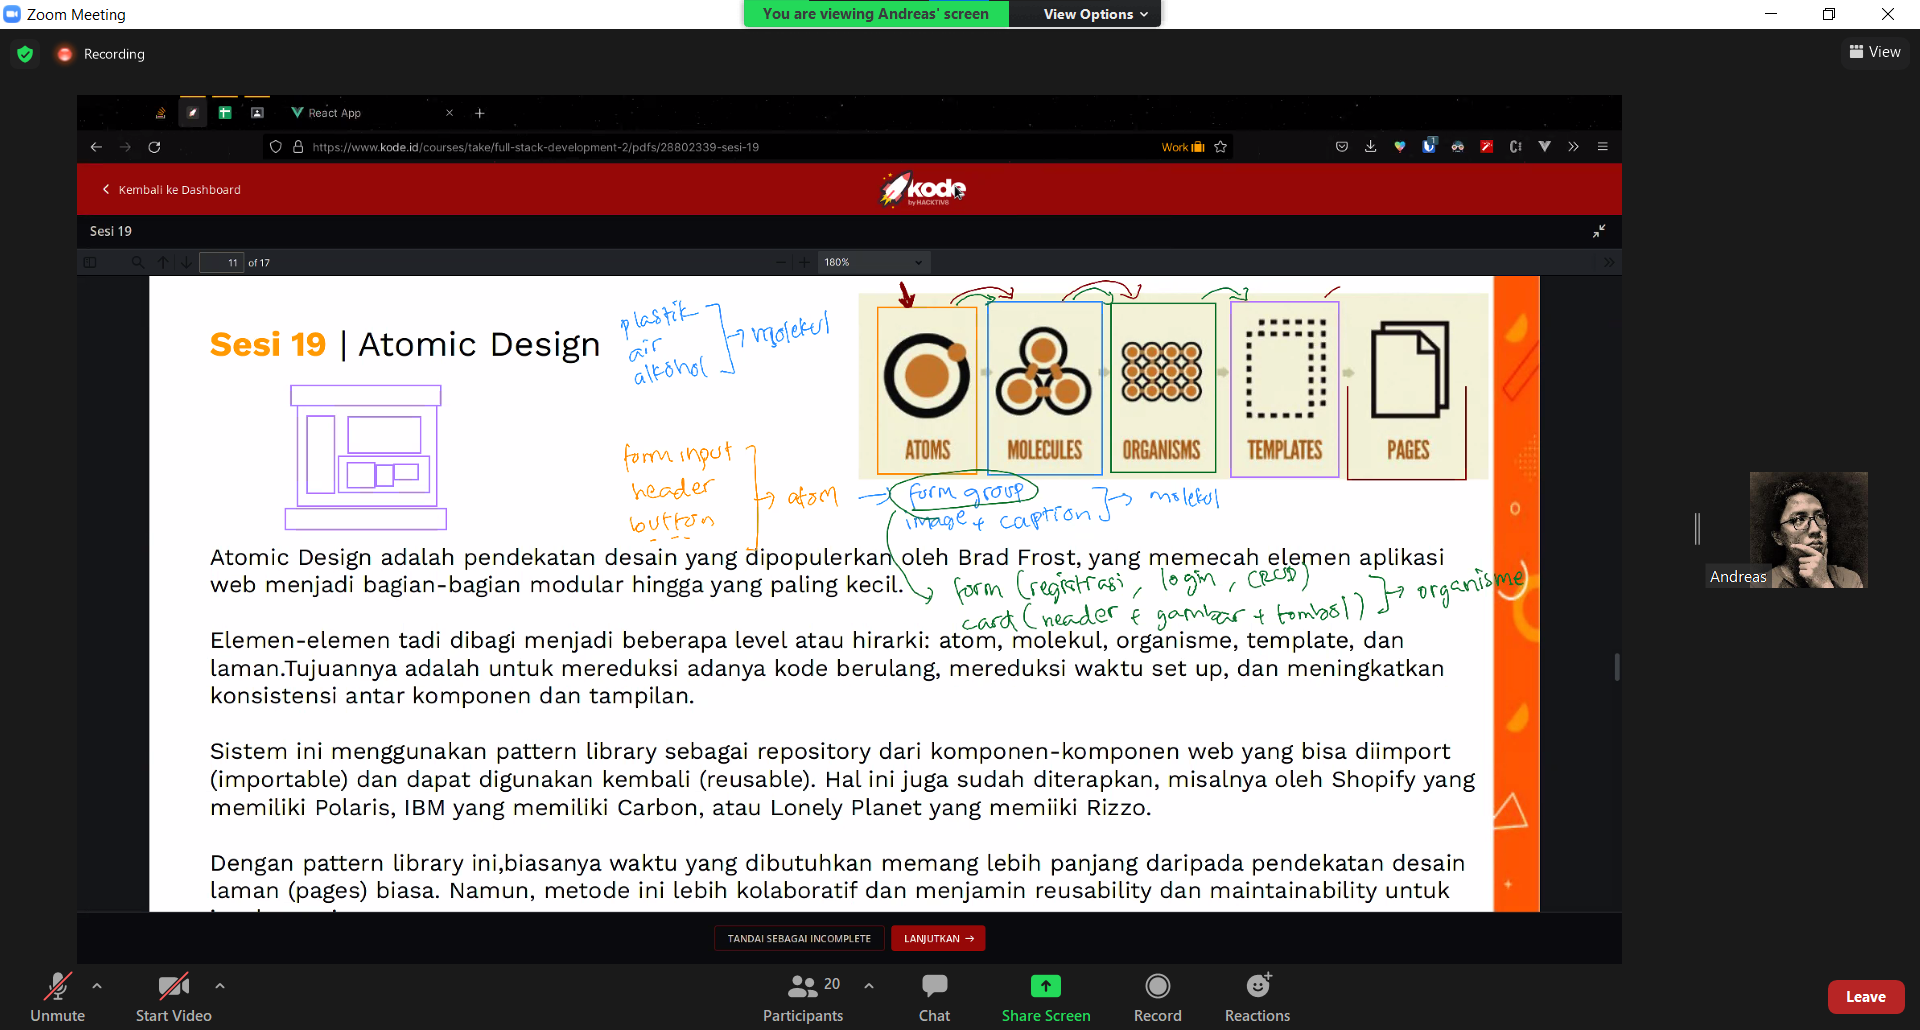 Zoom Meeting
You are viewing Andreas' screen
View Options
Recording
View
React App
https://www.kode.id/courses/take/full-stack-development-2/pdfs/28802339-sesi-19
Work
Kembali ke Dashboard
kode
by HACKTIV8
Sesi 19
11 of 17
180%
Sesi 19 | Atomic Design
plastik
air
alkohol
molekul
ATOMS
MOLECULES
ORGANISMS
TEMPLATES
PAGES
form input
header
button
atom
form group
image + caption
molekul
Atomic Design adalah pendekatan desain yang dipopulerkan oleh Brad Frost, yang memecah elemen aplikasi
web menjadi bagian-bagian modular hingga yang paling kecil.
form (registrasi, login, CRUD)
card (header + gambar + tombol)
organisme
Elemen-elemen tadi dibagi menjadi beberapa level atau hirarki: atom, molekul, organisme, template, dan
laman.Tujuannya adalah untuk mereduksi adanya kode berulang, mereduksi waktu set up, dan meningkatkan
konsistensi antar komponen dan tampilan.
Sistem ini menggunakan pattern library sebagai repository dari komponen-komponen web yang bisa diimport
(importable) dan dapat digunakan kembali (reusable). Hal ini juga sudah diterapkan, misalnya oleh Shopify yang
memiliki Polaris, IBM yang memiliki Carbon, atau Lonely Planet yang memiiki Rizzo.
Dengan pattern library ini,biasanya waktu yang dibutuhkan memang lebih panjang daripada pendekatan desain
laman (pages) biasa. Namun, metode ini lebih kolaboratif dan menjamin reusability dan maintainability untuk
Andreas
TANDAI SEBAGAI INCOMPLETE
LANJUTKAN →
Unmute
Start Video
20
Participants
Chat
Share Screen
Record
Reactions
Leave